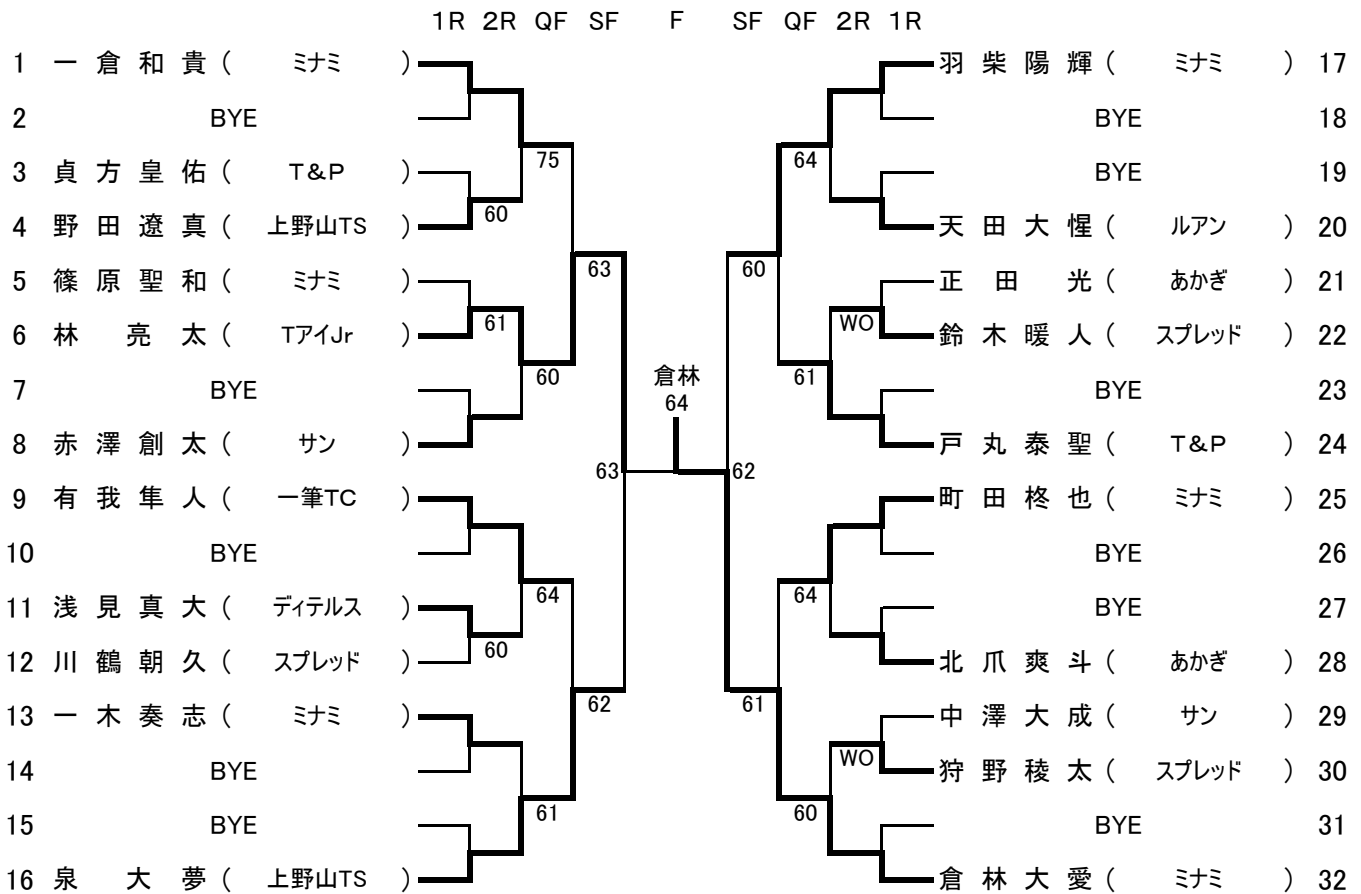 1R 2R QF SF F SF QF 2R 1R
1 一倉和貴 ( ミナミ ) 羽柴陽輝 ( ミナミ ) 17
2 BYE BYE 18
75 64
3 貞方皇佑 ( T&P ) BYE 19
60
4 野田遼真 ( 上野山TS ) 天田大惺 ( ルアン ) 20
63 60
5 篠原聖和 ( ミナミ ) 正田光 ( あかぎ ) 21
61 WO
6 林亮太 ( TアイJr ) 鈴木暖人 ( スプレッド ) 22
60 倉林 61
7 BYE BYE 23
64
8 赤澤創太 ( サン ) 戸丸泰聖 ( T&P ) 24
63 62
9 有我隼人 ( 一筆TC ) 町田柊也 ( ミナミ ) 25
10 BYE BYE 26
64 64
11 浅見真大 ( ディテルス ) BYE 27
60
12 川鶴朝久 ( スプレッド ) 北爪爽斗 ( あかぎ ) 28
62 61
13 一木奏志 ( ミナミ ) 中澤大成 ( サン ) 29
WO
14 BYE 狩野稜太 ( スプレッド ) 30
61 60
15 BYE BYE 31
16 泉大夢 ( 上野山TS ) 倉林大愛 ( ミナミ ) 32